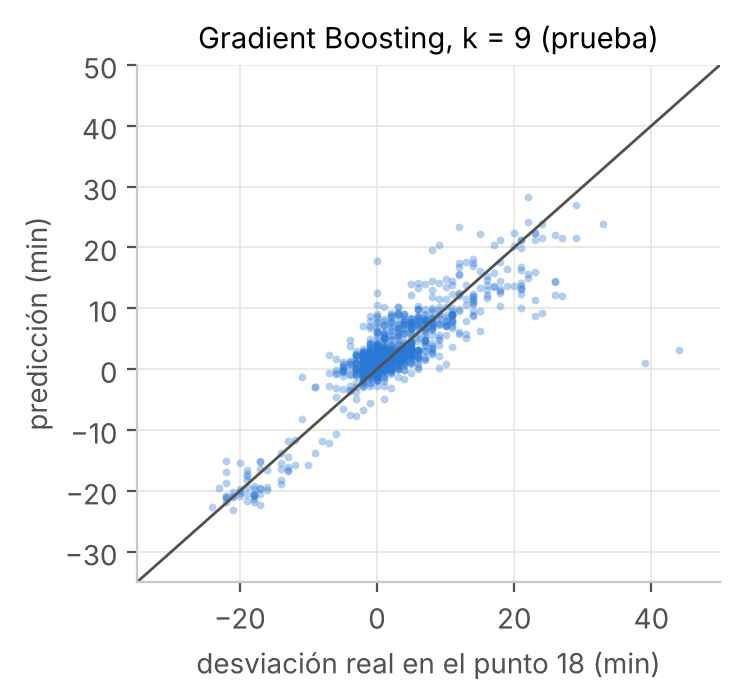 Gradient Boosting, k = 9 (prueba)
50
40
30
20
10
0
−10
−20
−30
predicción (min)
−20 0 20 40
desviación real en el punto 18 (min)